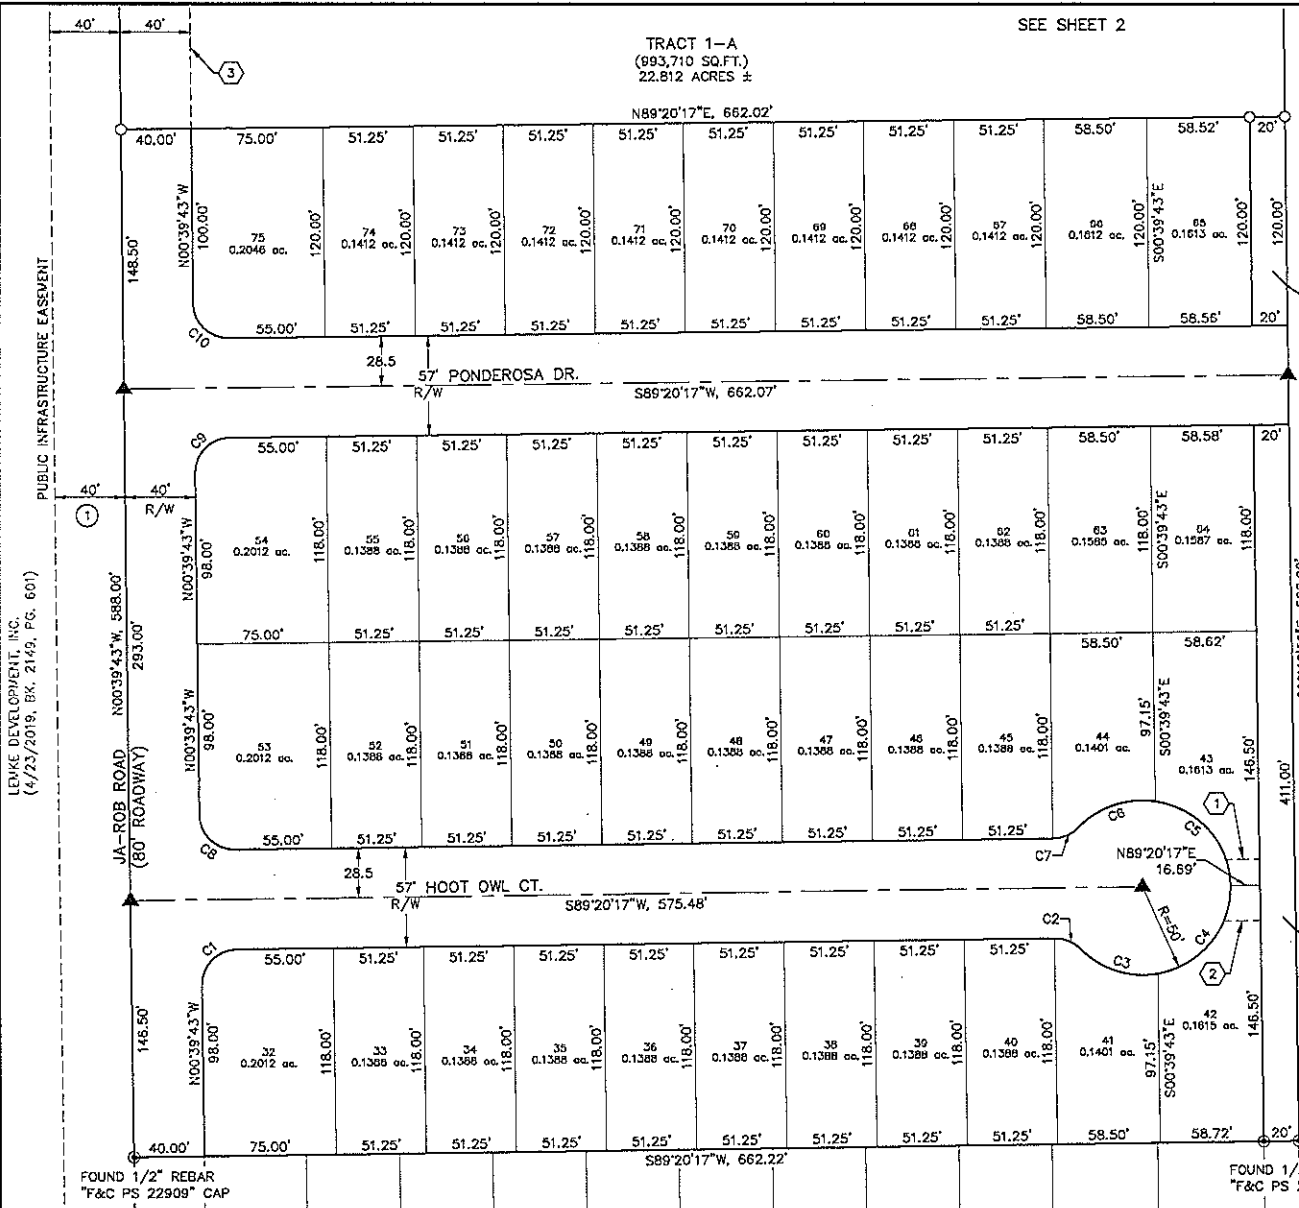 40' 40'
SEE SHEET 2
TRACT 1-A
(993,710 SQ.FT.)
22.812 ACRES ±
3
N89°20'17"E, 662.02'
40.00' 75.00' 51.25' 51.25' 51.25' 51.25' 51.25' 51.25' 51.25' 51.25' 58.50' 58.52' 20'
N00°39'43"W
100.00'
148.50'
75
0.2046 ac.
120.00'
74
0.1412 ac.
120.00'
73
0.1412 ac.
120.00'
72
0.1412 ac.
120.00'
71
0.1412 ac.
120.00'
70
0.1412 ac.
120.00'
69
0.1412 ac.
120.00'
68
0.1412 ac.
120.00'
67
0.1412 ac.
120.00'
66
0.1612 ac.
120.00'
S00°39'43"E
65
0.1613 ac.
120.00'
120.00'
C10
55.00' 51.25' 51.25' 51.25' 51.25' 51.25' 51.25' 51.25' 51.25' 58.50' 58.56' 20'
28.5
57' PONDEROSA DR.
R/W
S89°20'17"W, 662.07'
PUBLIC INFRASTRUCTURE EASEMENT
C9
55.00' 51.25' 51.25' 51.25' 51.25' 51.25' 51.25' 51.25' 51.25' 58.50' 58.58' 20'
40' 40'
1
R/W
N00°39'43"W
98.00'
54
0.2012 ac.
118.00'
55
0.1388 ac.
118.00'
56
0.1388 ac.
118.00'
57
0.1388 ac.
118.00'
58
0.1388 ac.
118.00'
59
0.1388 ac.
118.00'
60
0.1388 ac.
118.00'
61
0.1388 ac.
118.00'
62
0.1388 ac.
118.00'
63
0.1585 ac.
118.00'
S00°39'43"E
64
0.1587 ac.
118.00'
LEMKE DEVELOPMENT, INC.
(4/23/2019, BK. 2149, PG. 601)
N00°39'43"W, 588.00'
293.00'
75.00' 51.25' 51.25' 51.25' 51.25' 51.25' 51.25' 51.25' 51.25' 58.50' 58.62'
N00°39'43"W
98.00'
53
0.2012 ac.
118.00'
52
0.1388 ac.
118.00'
51
0.1388 ac.
118.00'
50
0.1388 ac.
118.00'
49
0.1388 ac.
118.00'
48
0.1388 ac.
118.00'
47
0.1388 ac.
118.00'
46
0.1388 ac.
118.00'
45
0.1388 ac.
118.00'
44
0.1401 ac.
97.15'
S00°39'43"E
43
0.1613 ac.
146.50'
411.00'
JA-ROB ROAD
(80' ROADWAY)
C8
55.00' 51.25' 51.25' 51.25' 51.25' 51.25' 51.25' 51.25' 51.25'
C7
C6
C5
1
N89°20'17"E
16.89'
28.5
57' HOOT OWL CT.
R/W
S89°20'17"W, 575.48'
R=50'
C1
55.00' 51.25' 51.25' 51.25' 51.25' 51.25' 51.25' 51.25' 51.25'
C2
C3
C4
2
146.50'
N00°39'43"W
98.00'
32
0.2012 ac.
118.00'
33
0.1388 ac.
118.00'
34
0.1388 ac.
118.00'
35
0.1388 ac.
118.00'
36
0.1388 ac.
118.00'
37
0.1388 ac.
118.00'
38
0.1388 ac.
118.00'
39
0.1388 ac.
118.00'
40
0.1388 ac.
118.00'
41
0.1401 ac.
97.15'
S00°39'43"E
42
0.1615 ac.
146.50'
40.00' 75.00' 51.25' 51.25' 51.25' 51.25' 51.25' 51.25' 51.25' 51.25' 58.50' 58.72' 20'
S89°20'17"W, 662.22'
FOUND 1/2" REBAR
"F&C PS 22909" CAP
FOUND 1/
"F&C PS